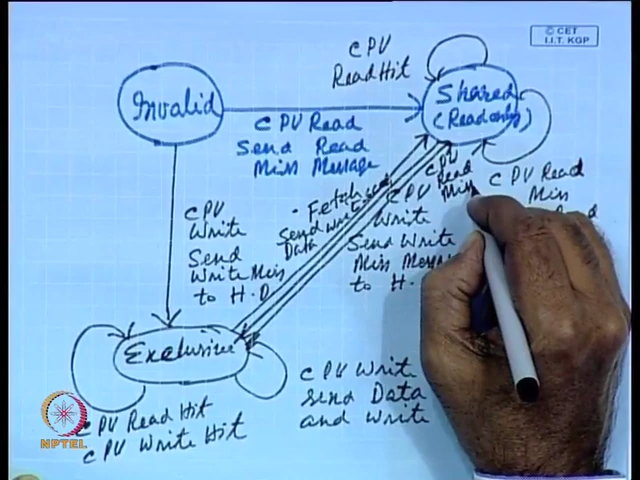 © CET
I.I.T. KGP
CPU
Read Hit
Invalid
Shared
(Read only)
CPU Read
Send Read
Miss Message
CPU
Read
Miss
CPU Read
Miss
CPU
Write
Send
Write Miss
to H.D
Fetch
Send Write
Data
CPU
Write
Send Write
Miss
to H.
Exclusive
CPU Write
send Data
and Write
CPU Read Hit
CPU Write Hit
NPTEL